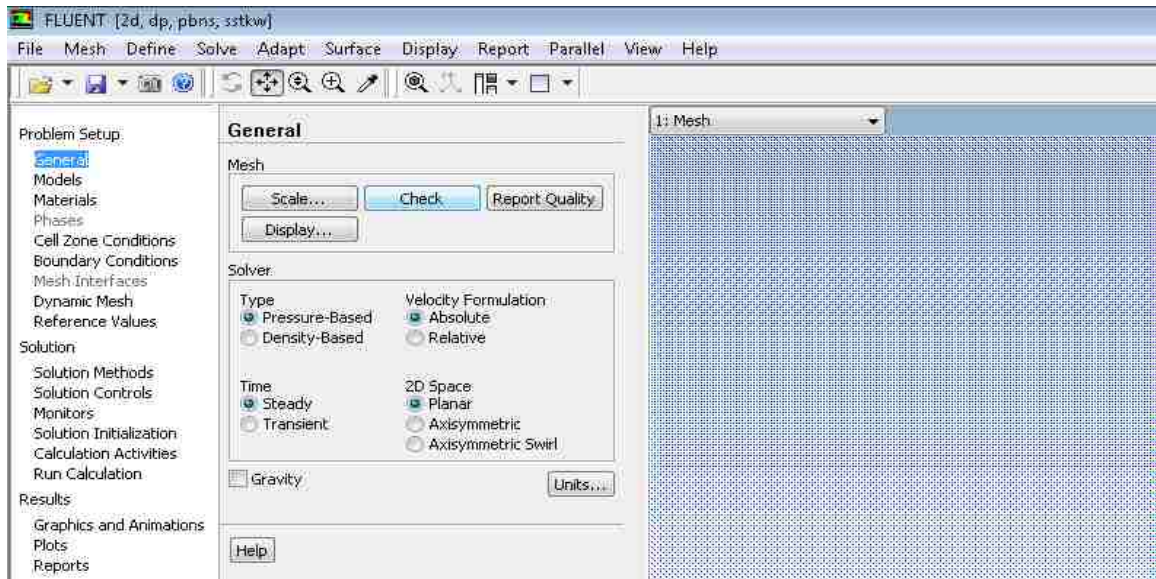 FLUENT [2d, dp, pbns, sstkw]
File Mesh Define Solve Adapt Surface Display Report Parallel View Help
Problem Setup
General
Models
Materials
Phases
Cell Zone Conditions
Boundary Conditions
Mesh Interfaces
Dynamic Mesh
Reference Values
Solution
Solution Methods
Solution Controls
Monitors
Solution Initialization
Calculation Activities
Run Calculation
Results
Graphics and Animations
Plots
Reports
General
Mesh
Scale... Check Report Quality
Display...
Solver
Type Velocity Formulation
Pressure-Based Absolute
Density-Based Relative
Time 2D Space
Steady Planar
Transient Axisymmetric
Axisymmetric Swirl
Gravity Units...
Help
1: Mesh